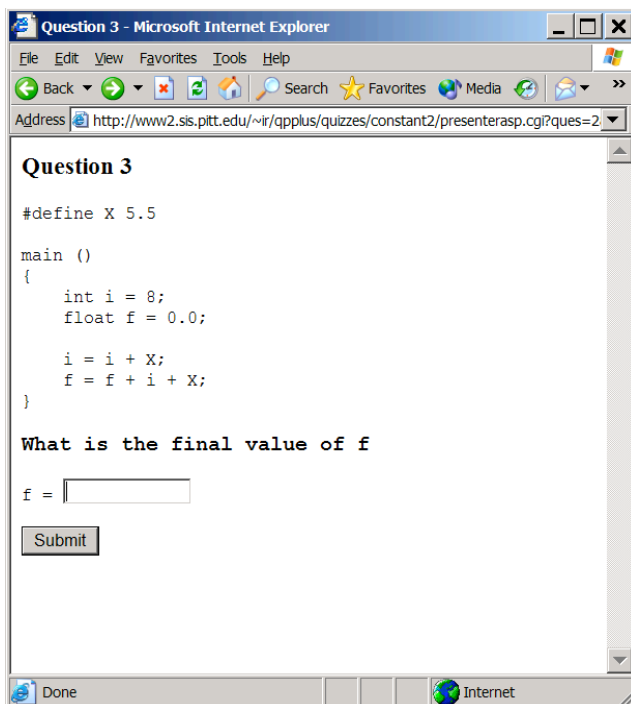 Question 3 - Microsoft Internet Explorer
File Edit View Favorites Tools Help
Back Search Favorites Media »
Address http://www2.sis.pitt.edu/~ir/qpplus/quizzes/constant2/presenterasp.cgi?ques=2
Question 3
#define X 5.5
main ()
{
int i = 8;
float f = 0.0;
i = i + X;
f = f + i + X;
}
What is the final value of f
f =
Submit
Done Internet